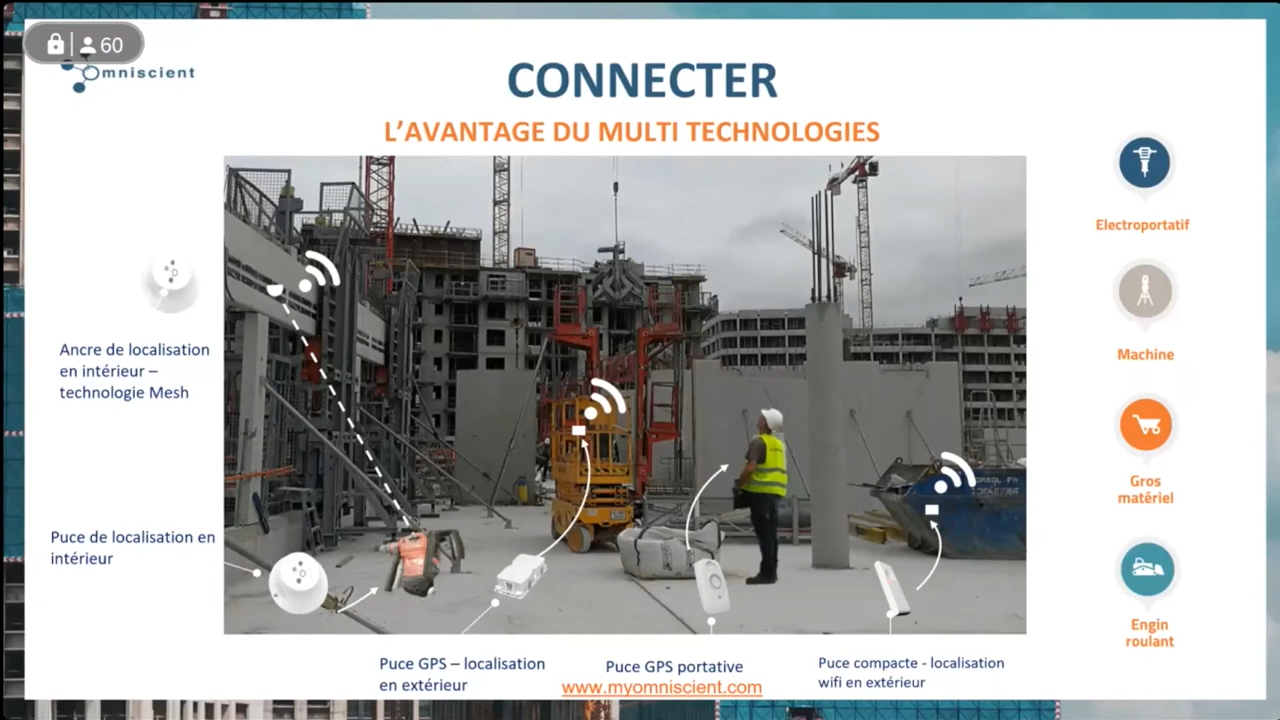 60
Omniscient
CONNECTER
L'AVANTAGE DU MULTI TECHNOLOGIES
Electroportatif
Machine
Gros
matériel
Engin
roulant
Ancre de localisation
en intérieur –
technologie Mesh
Puce de localisation en
intérieur
Puce GPS – localisation
en extérieur
Puce GPS portative
www.myomniscient.com
Puce compacte - localisation
wifi en extérieur